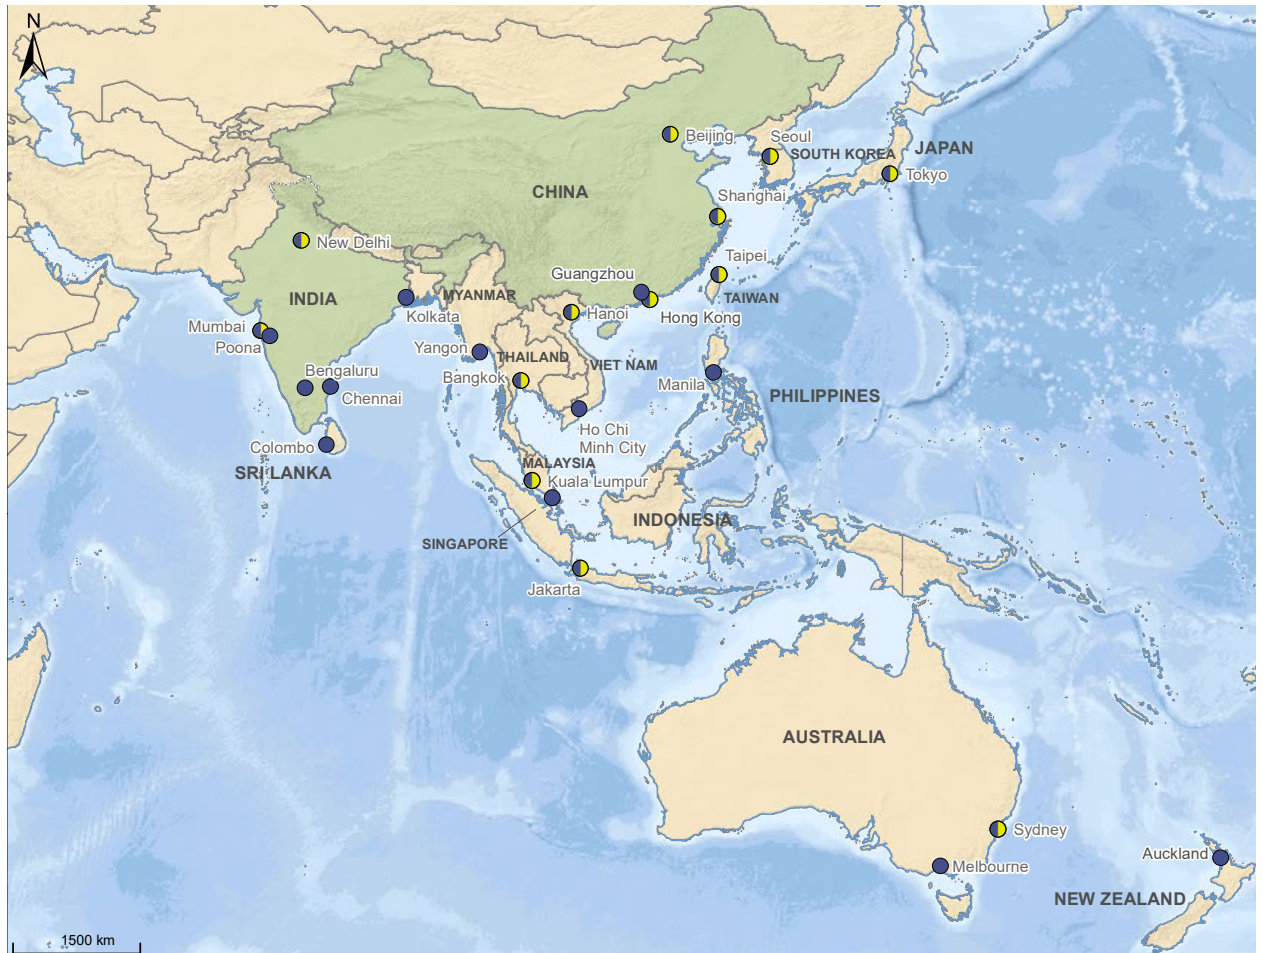 N
Beijing
Seoul
SOUTH KOREA
JAPAN
Tokyo
CHINA
Shanghai
New Delhi
Taipei
Guangzhou
INDIA
MYANMAR
TAIWAN
Kolkata
Hanoi
Hong Kong
Mumbai
Poona
Yangon
THAILAND
VIET NAM
Bengaluru
Bangkok
Manila
Chennai
PHILIPPINES
Ho Chi
Minh City
Colombo
SRI LANKA
MALAYSIA
Kuala Lumpur
INDONESIA
SINGAPORE
Jakarta
AUSTRALIA
Sydney
Auckland
Melbourne
NEW ZEALAND
1500 km